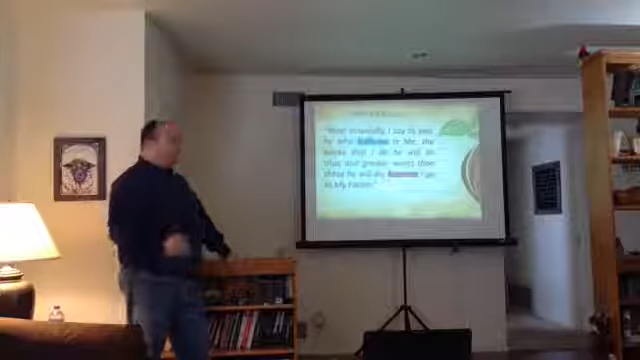 "Most assuredly, I say to you,
he who believes in Me, the
works that I do he will do
also; and greater works than
these he will do, because I go
to My Father."